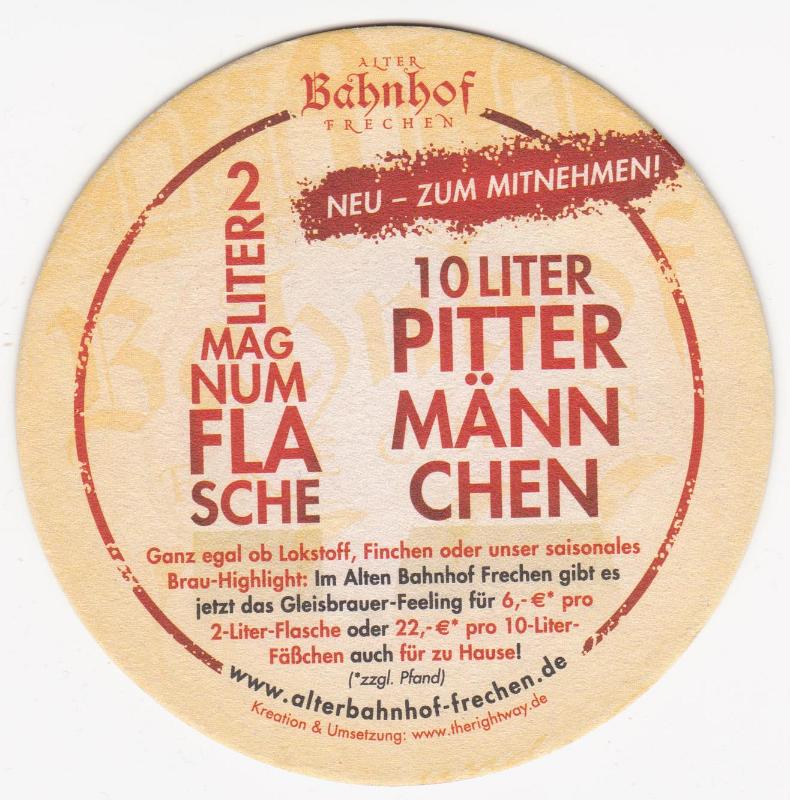 ALTER
Bahnhof
FRECHEN
NEU – ZUM MITNEHMEN!
2
LITER
MAG
NUM
FLA
SCHE
10 LITER
PITTER
MÄNN
CHEN
Ganz egal ob Lokstoff, Finchen oder unser saisonales
Brau-Highlight: Im Alten Bahnhof Frechen gibt es
jetzt das Gleisbrauer-Feeling für 6,-€* pro
2-Liter-Flasche oder 22,-€* pro 10-Liter-
Fäßchen auch für zu Hause!
(*zzgl. Pfand)
www.alterbahnhof-frechen.de
Kreation & Umsetzung: www.therightway.de